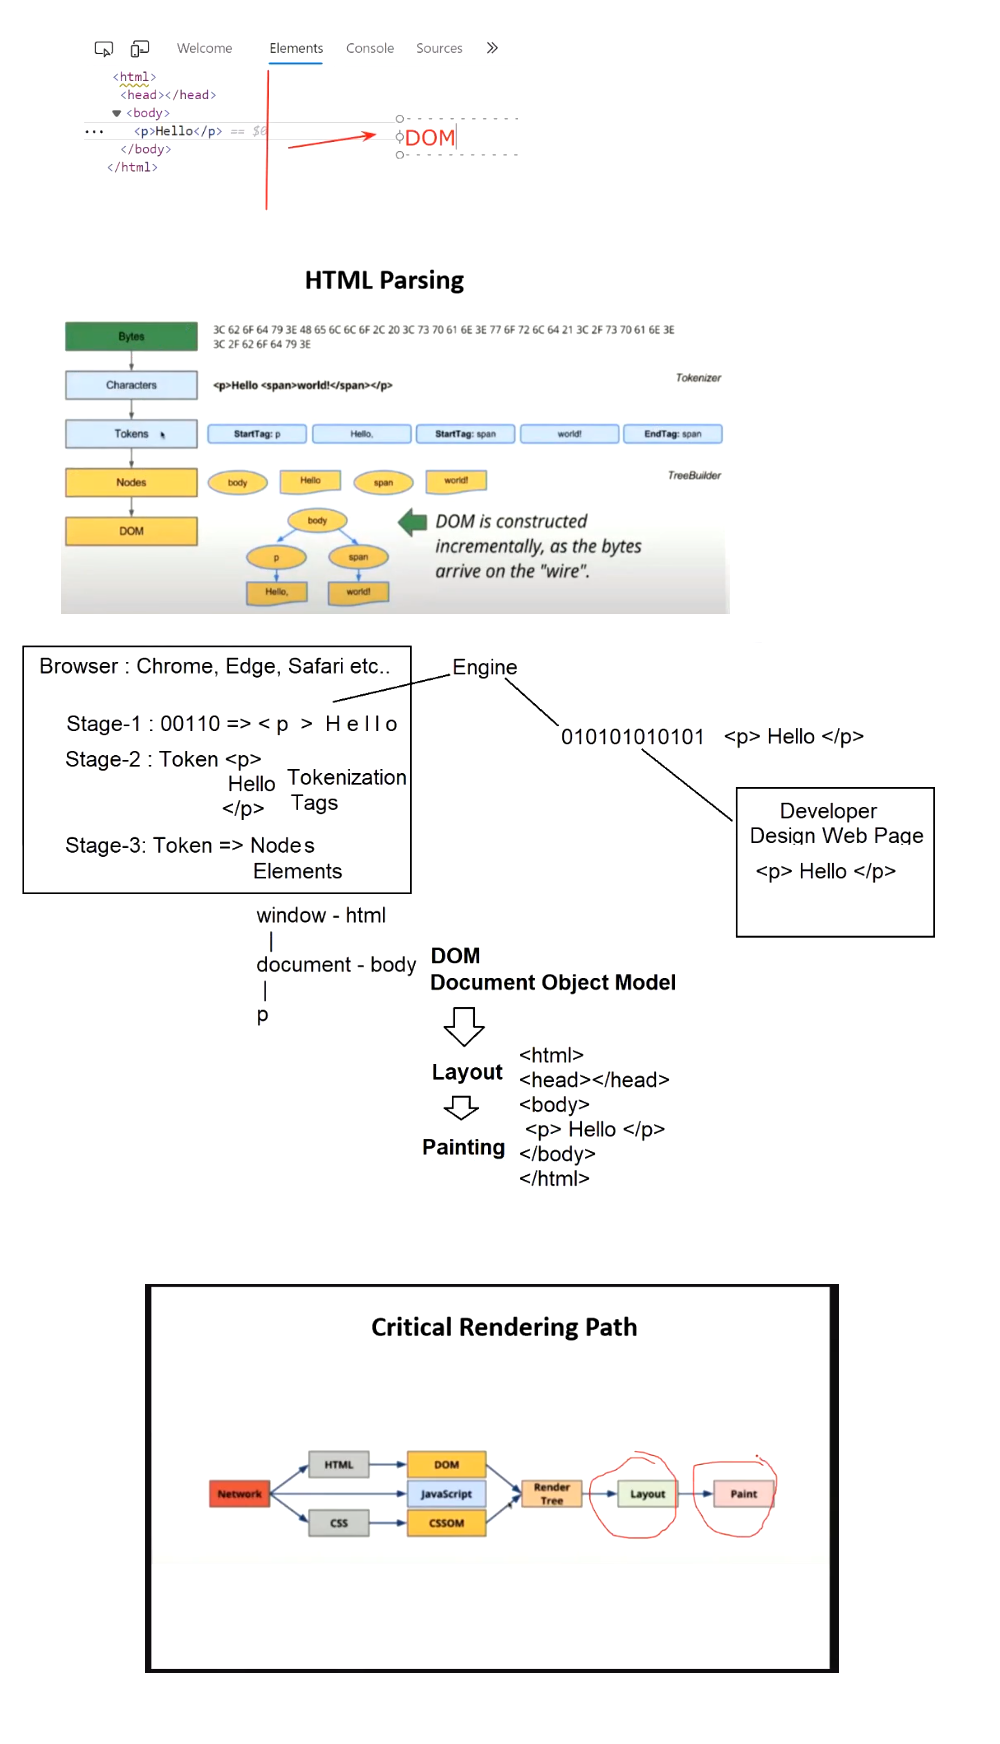 Welcome Elements Console Sources »
<html>
<head></head>
▼ <body>
••• <p>Hello</p> == $0
</body>
</html>
DOM
HTML Parsing
Bytes
3C 62 6F 64 79 3E 48 65 6C 6C 6F 2C 20 3C 73 70 61 6E 3E 77 6F 72 6C 64 21 3C 2F 73 70 61 6E 3E
3C 2F 62 6F 64 79 3E
Tokenizer
Characters
<p>Hello <span>world!</span></p>
Tokens
StartTag: p Hello, StartTag: span world! EndTag: span
TreeBuilder
Nodes
body Hello span world!
DOM
body
p span
Hello, world!
DOM is constructed
incrementally, as the bytes
arrive on the "wire".
Browser : Chrome, Edge, Safari etc..
Stage-1 : 00110 => < p > H e l l o
Stage-2 : Token <p>
Hello
</p>
Tokenization
Tags
Stage-3: Token => Nodes
Elements
Engine
010101010101 <p> Hello </p>
Developer
Design Web Page
<p> Hello </p>
window - html
|
document - body
|
p
DOM
Document Object Model
Layout
Painting
<html>
<head></head>
<body>
<p> Hello </p>
</body>
</html>
Critical Rendering Path
HTML DOM
Network JavaScript Render
Tree
Layout Paint
CSS CSSOM